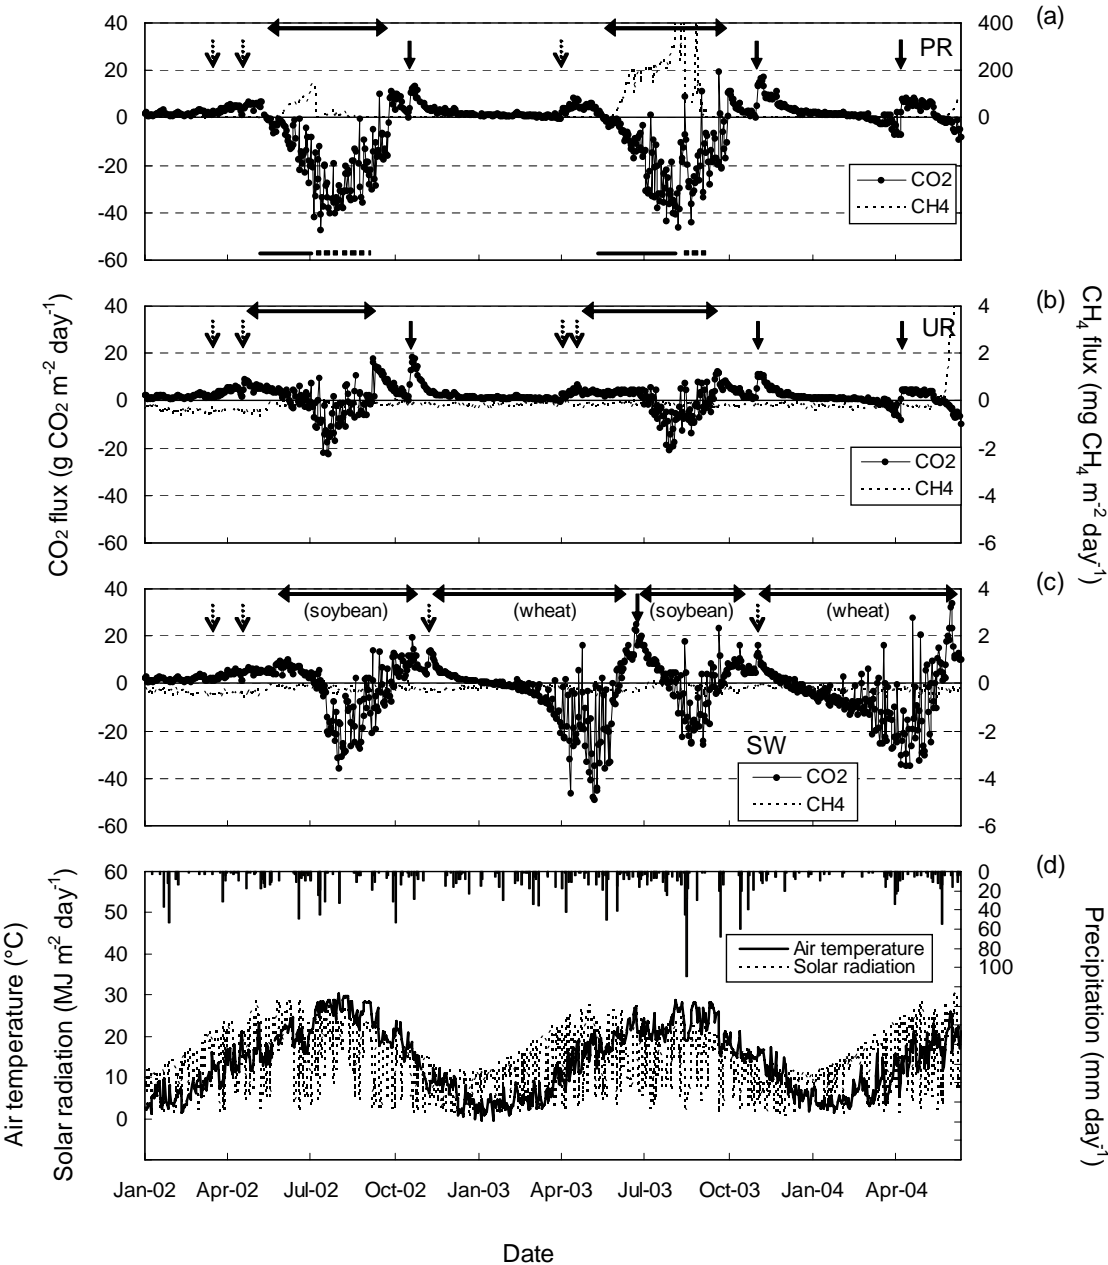 (a)
40
20
0
-20
-40
-60
400
200
0
PR
CO2
CH4
(b)
40
20
0
-20
-40
-60
4
2
0
-2
-4
-6
UR
CO2
CH4
CO2 flux (g CO2 m-2 day-1)
CH4 flux (mg CH4 m-2 day-1)
(c)
40
20
0
-20
-40
-60
4
2
0
-2
-4
-6
(soybean)
(wheat)
(soybean)
(wheat)
SW
CO2
CH4
(d)
60
50
40
30
20
10
0
0
20
40
60
80
100
Air temperature
Solar radiation
Air temperature (°C)
Solar radiation (MJ m-2 day-1)
Precipitation (mm day-1)
Jan-02 Apr-02 Jul-02 Oct-02 Jan-03 Apr-03 Jul-03 Oct-03 Jan-04 Apr-04
Date